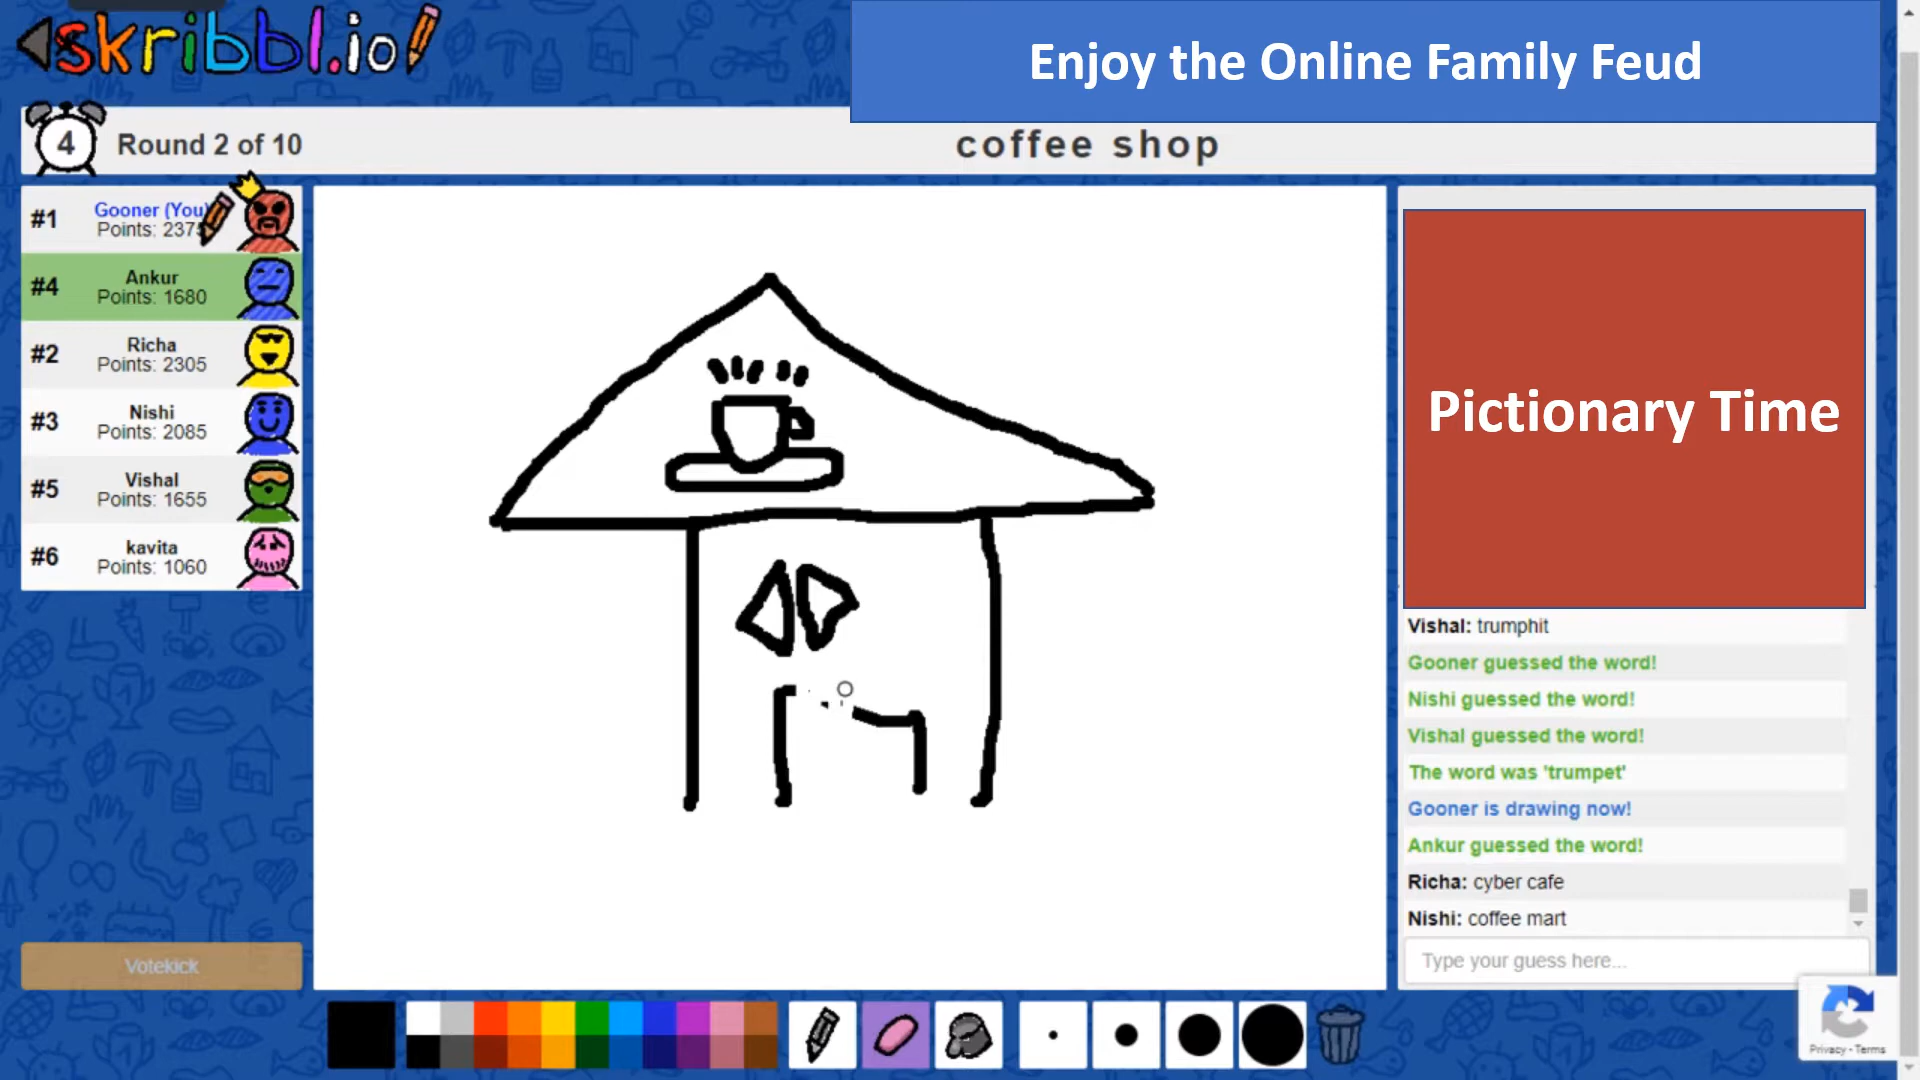 skribbl.io
Enjoy the Online Family Feud
4
Round 2 of 10
coffee shop
#1
Gooner (You)
Points: 2375
#4
Ankur
Points: 1680
#2
Richa
Points: 2305
#3
Nishi
Points: 2085
#5
Vishal
Points: 1655
#6
kavita
Points: 1060
Votekick
Pictionary Time
Vishal: trumphit
Gooner guessed the word!
Nishi guessed the word!
Vishal guessed the word!
The word was 'trumpet'
Gooner is drawing now!
Ankur guessed the word!
Richa: cyber cafe
Nishi: coffee mart
Type your guess here...
Privacy - Terms